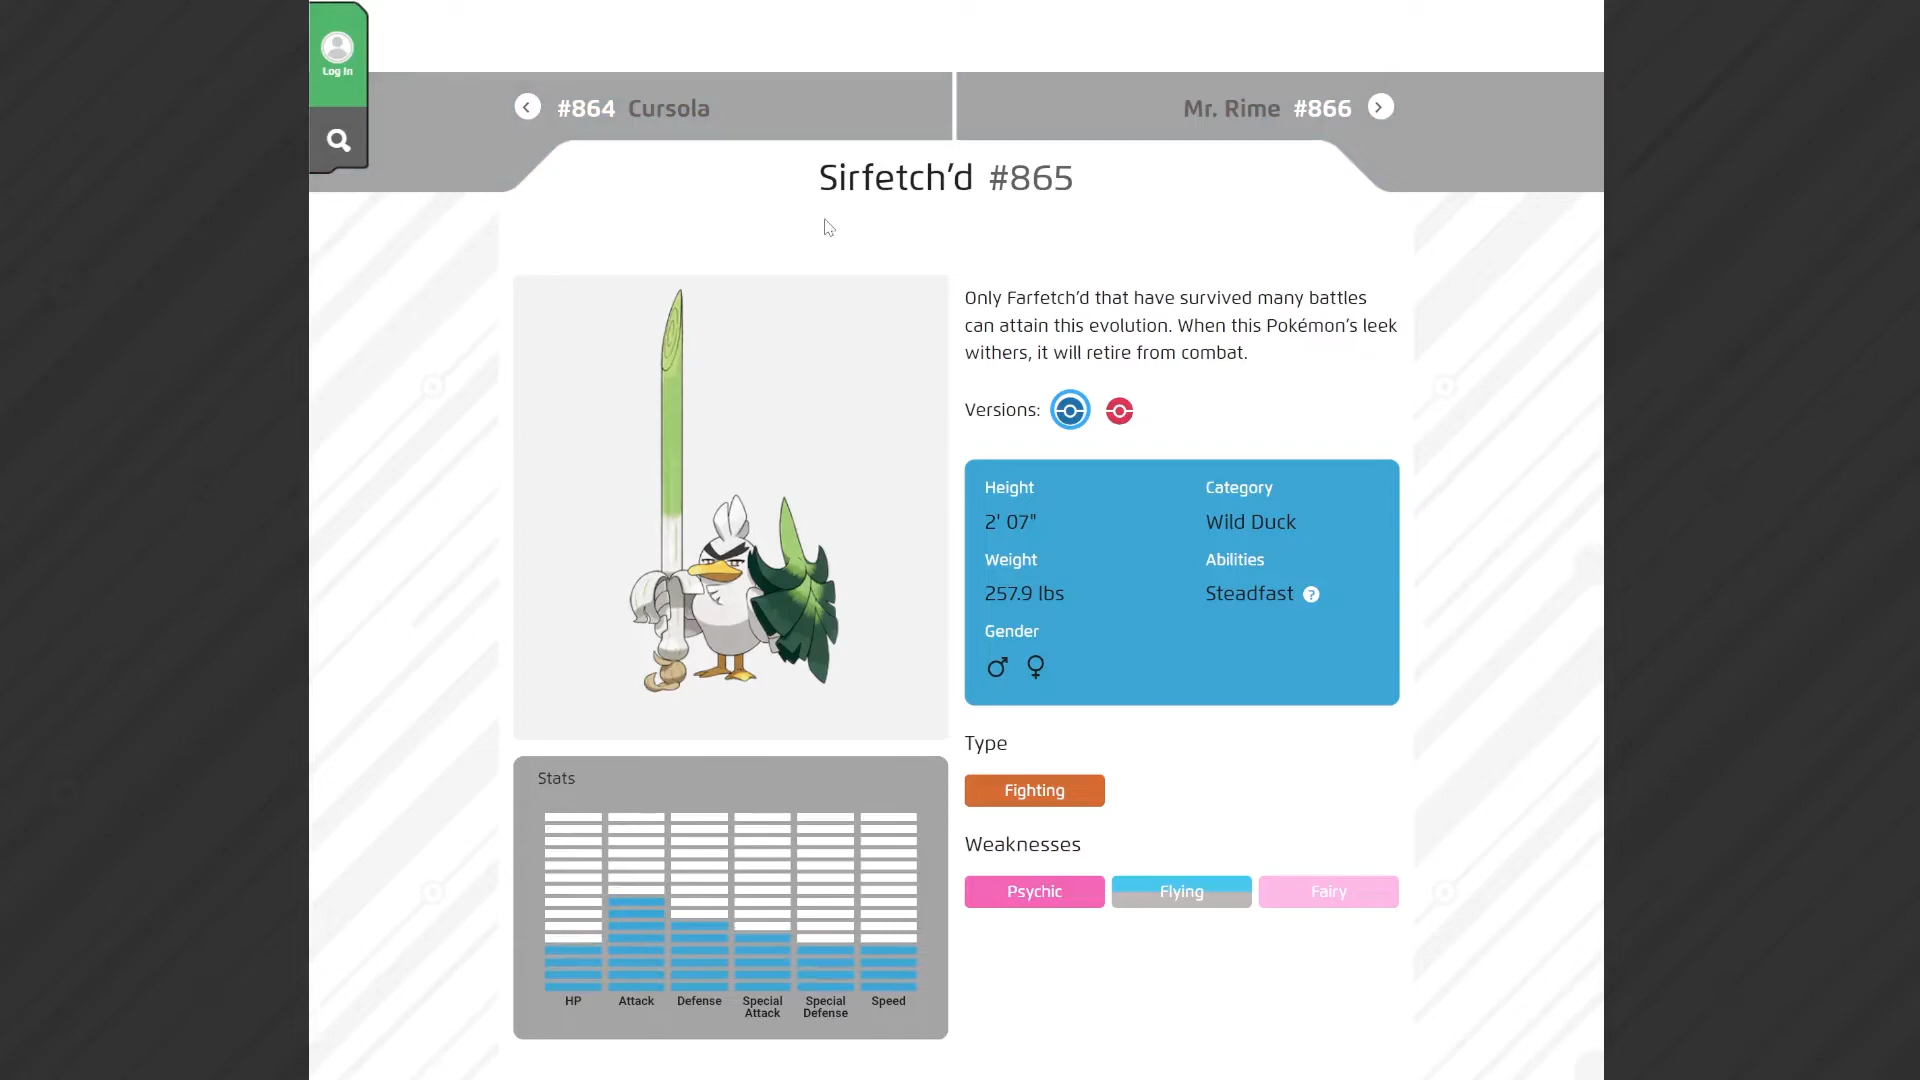 Log In
#864 Cursola
Mr. Rime #866
Sirfetch’d #865
Only Farfetch’d that have survived many battles
can attain this evolution. When this Pokémon’s leek
withers, it will retire from combat.
Versions:
Height
2' 07"
Weight
257.9 lbs
Gender
Category
Wild Duck
Abilities
Steadfast ?
Type
Fighting
Weaknesses
Psychic Flying Fairy
Stats
HP
Attack
Defense
Special
Attack
Special
Defense
Speed